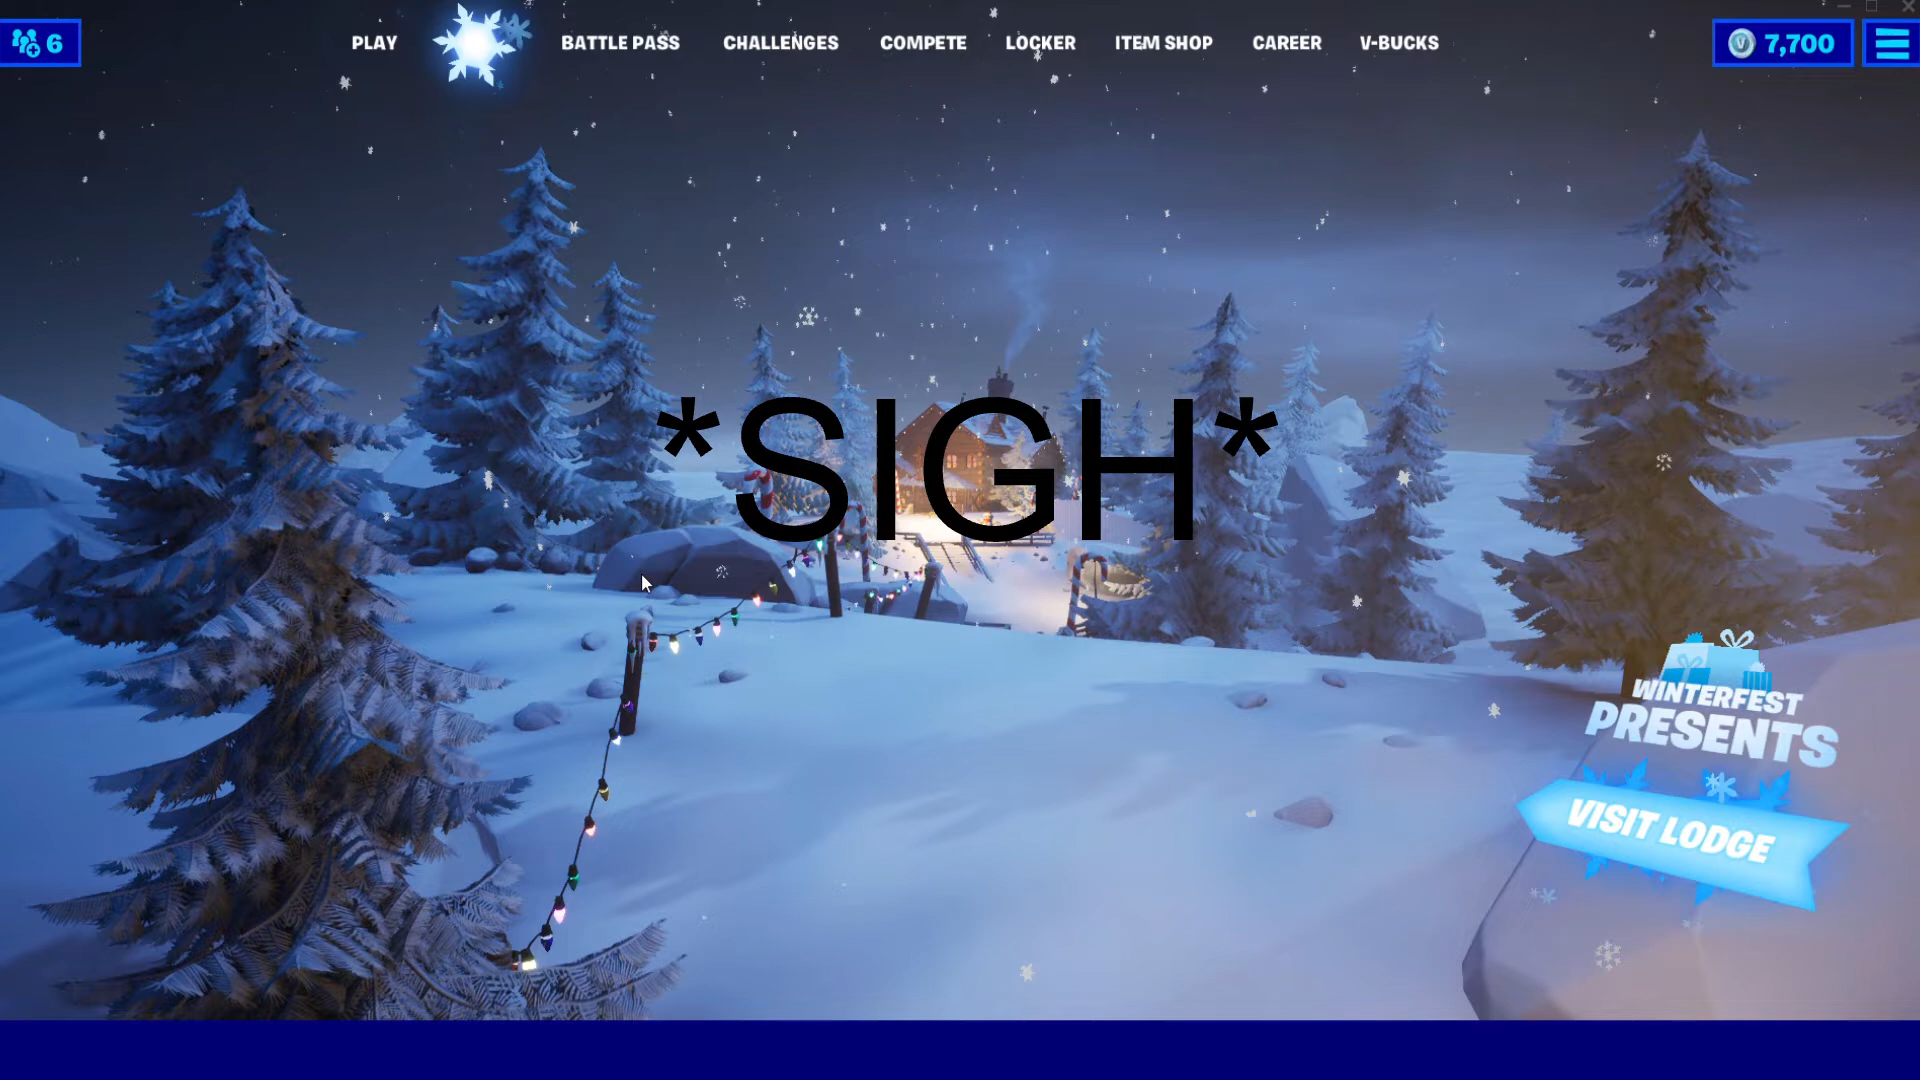 6
PLAY
BATTLE PASS
CHALLENGES
COMPETE
LOCKER
ITEM SHOP
CAREER
V-BUCKS
7,700
*SIGH*
WINTERFEST
PRESENTS
VISIT LODGE